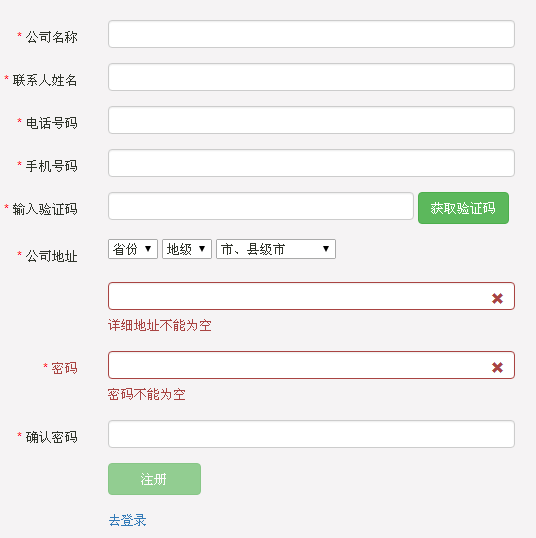 * 公司名称
* 联系人姓名
* 电话号码
* 手机号码
* 输入验证码 获取验证码
* 公司地址 省份 地级 市、县级市
详细地址不能为空
* 密码
密码不能为空
* 确认密码
注册
去登录